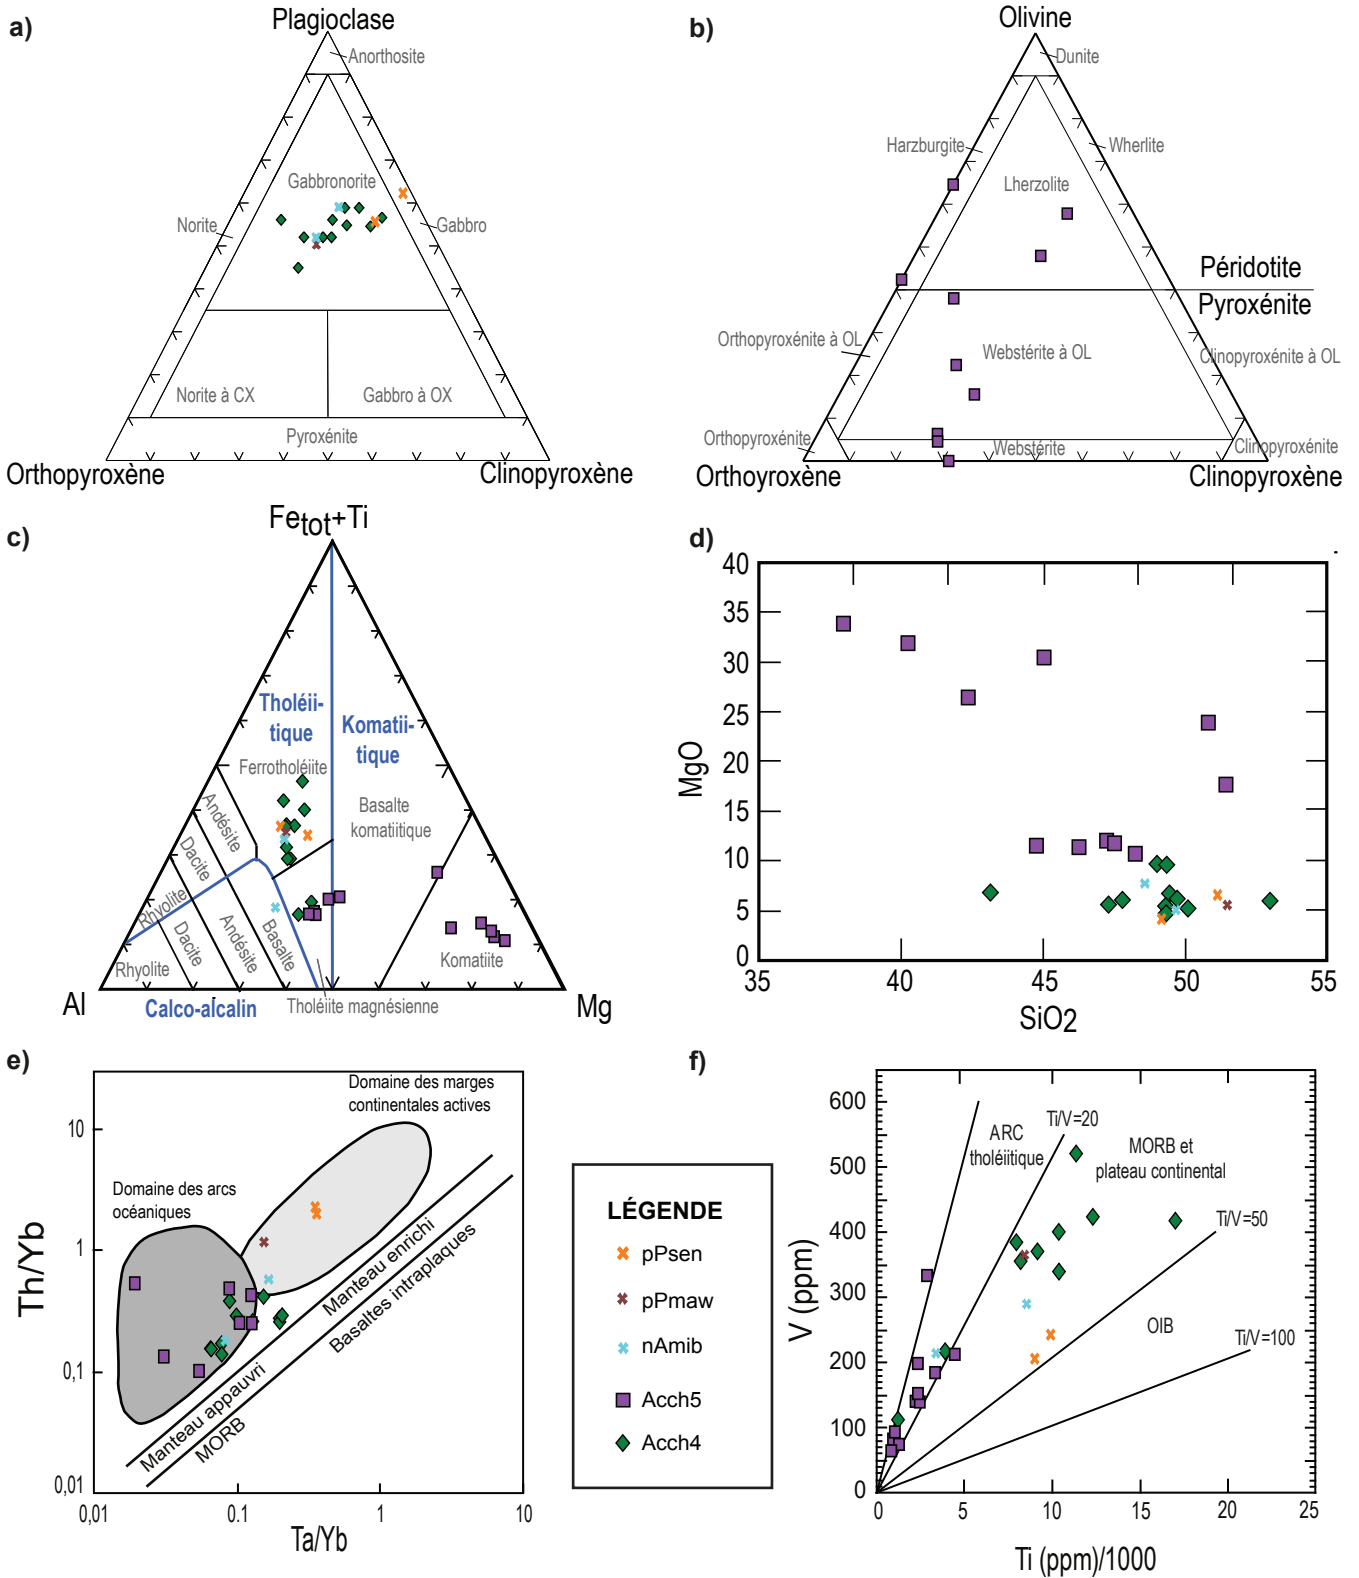 a)
Plagioclase
Anorthosite
Gabbronorite
Norite
Gabbro
Norite à CX
Gabbro à OX
Pyroxénite
Orthopyroxène
Clinopyroxène
b)
Olivine
Dunite
Harzburgite
Wherlite
Lherzolite
Péridotite
Pyroxénite
Orthopyroxénite à OL
Webstérite à OL
Clinopyroxénite à OL
Orthopyroxénite
Webstérite
Clinopyroxénite
Orthoyroxène
Clinopyroxène
c)
Fetot+Ti
Tholéii-
tique
Komatii-
tique
Ferrotholéiite
Basalte
komatiitique
Andésite
Dacite
Rhyolite
Rhyolite
Dacite
Andésite
Basalte
Komatiite
Al
Calco-alcalin
Tholéiite magnésienne
Mg
d)
MgO
40
35
30
25
20
15
10
5
0
35
40
45
50
55
SiO2
e)
Domaine des marges
continentales actives
Domaine des arcs
océaniques
Manteau enrichi
Basaltes intraplaques
Manteau appauvri
MORB
Th/Yb
10
1
0,1
0,01
0,01
0.1
1
10
Ta/Yb
LÉGENDE
pPsen
pPmaw
nAmib
Acch5
Acch4
f)
V (ppm)
600
500
400
300
200
100
0
ARC
tholéiitique
Ti/V=20
MORB et
plateau continental
Ti/V=50
OIB
Ti/V=100
0
5
10
15
20
25
Ti (ppm)/1000